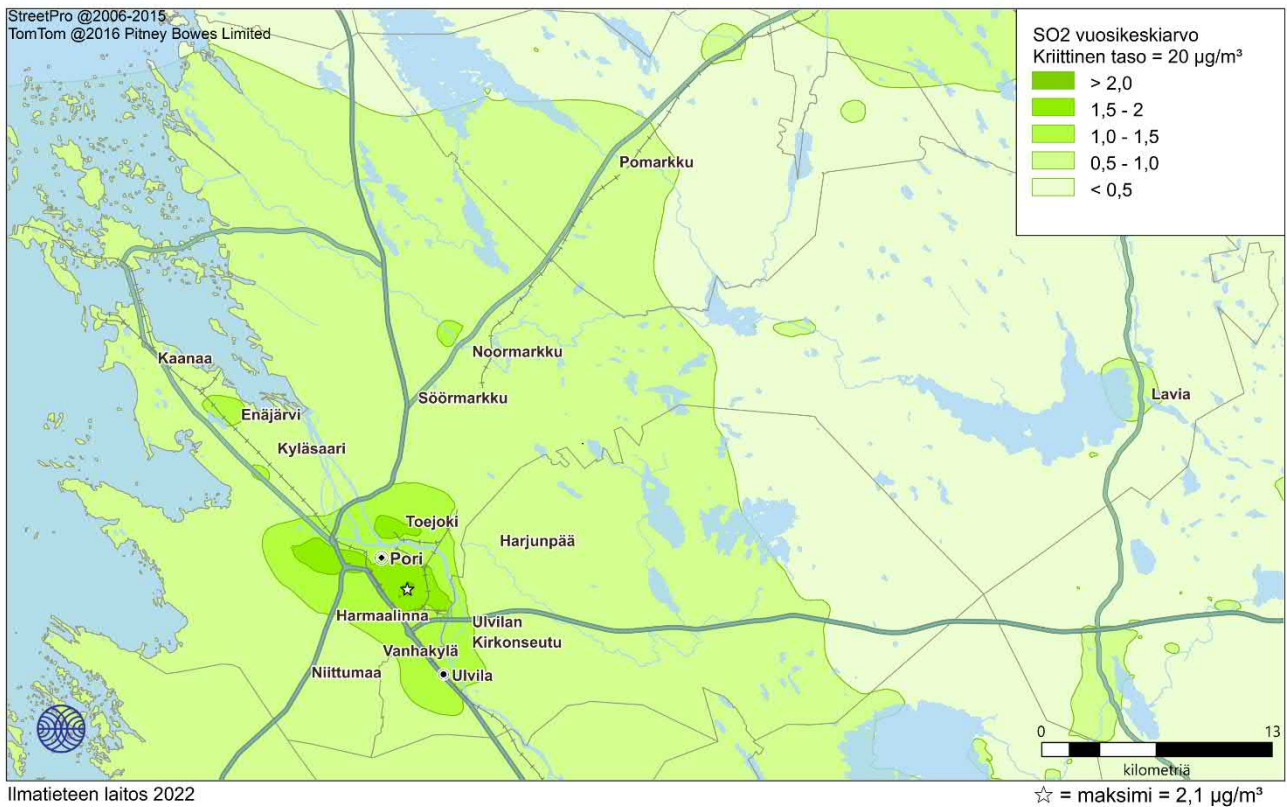 StreetPro @2006-2015
TomTom @2016 Pitney Bowes Limited
SO2 vuosikeskiarvo
Kriittinen taso = 20 µg/m³
> 2,0
1,5 - 2
1,0 - 1,5
0,5 - 1,0
< 0,5
Pomarkku
Kaanaa
Noormarkku
Söörmarkku
Lavia
Enäjärvi
Kyläsaari
Toejoki
Harjunpää
Pori
Harmaalinna
Ulvilan
Kirkonseutu
Vanhakylä
Niittumaa
Ulvila
0 13
kilometriä
Ilmatieteen laitos 2022
☆ = maksimi = 2,1 µg/m³